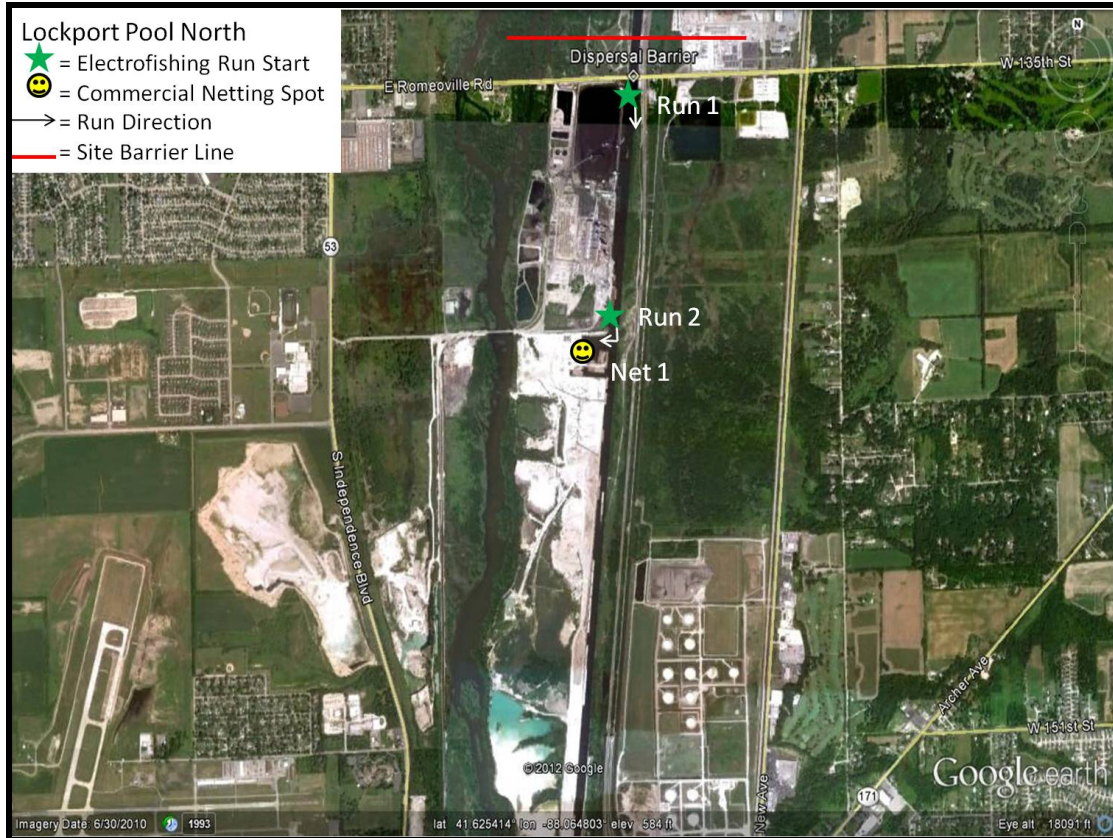 Lockport Pool North
= Electrofishing Run Start
= Commercial Netting Spot
= Run Direction
= Site Barrier Line
N
Dispersal Barrier
W 135th St
E Romeoville Rd
Run 1
53
Run 2
Net 1
S Independence Blvd
Archer Ave
W 151st St
© 2012 Google
Google earth
171
New Ave
Imagery Date: 6/30/2010
1993
lat 41.625414° lon -88.064803° elev 584 ft
Eye alt 18091 ft